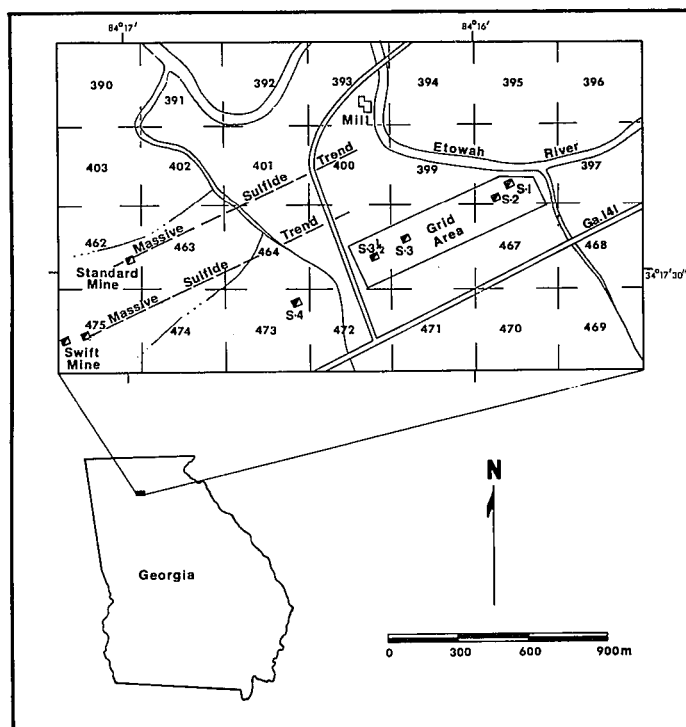 84°17' 84°16'
390 391 392 393 394 395 396
Mill
403 402 401 400 399 Etowah River 397
Massive Sulfide Trend
S-1
S-2
462 463 464 Grid Area 467 468 Ga.141
Massive Sulfide Trend
S-3½ S-3
Standard Mine
34°17'30"
475 474 473 472 471 470 469
S-4
Swift Mine
N
Georgia
0 300 600 900m